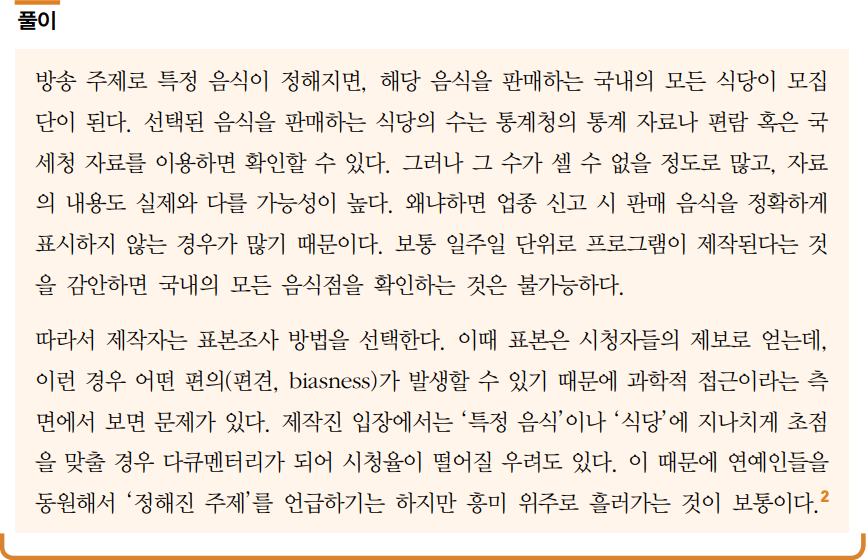 풀이
방송 주제로 특정 음식이 정해지면, 해당 음식을 판매하는 국내의 모든 식당이 모집
단이 된다. 선택된 음식을 판매하는 식당의 수는 통계청의 통계 자료나 편람 혹은 국
세청 자료를 이용하면 확인할 수 있다. 그러나 그 수가 셀 수 없을 정도로 많고, 자료
의 내용도 실제와 다를 가능성이 높다. 왜냐하면 업종 신고 시 판매 음식을 정확하게
표시하지 않는 경우가 많기 때문이다. 보통 일주일 단위로 프로그램이 제작된다는 것
을 감안하면 국내의 모든 음식점을 확인하는 것은 불가능하다.
따라서 제작자는 표본조사 방법을 선택한다. 이때 표본은 시청자들의 제보로 얻는데,
이런 경우 어떤 편의(편견, biasness)가 발생할 수 있기 때문에 과학적 접근이라는 측
면에서 보면 문제가 있다. 제작진 입장에서는 ‘특정 음식’이나 ‘식당’에 지나치게 초점
을 맞출 경우 다큐멘터리가 되어 시청율이 떨어질 우려도 있다. 이 때문에 연예인들을
동원해서 ‘정해진 주제’를 언급하기는 하지만 흥미 위주로 흘러가는 것이 보통이다.2